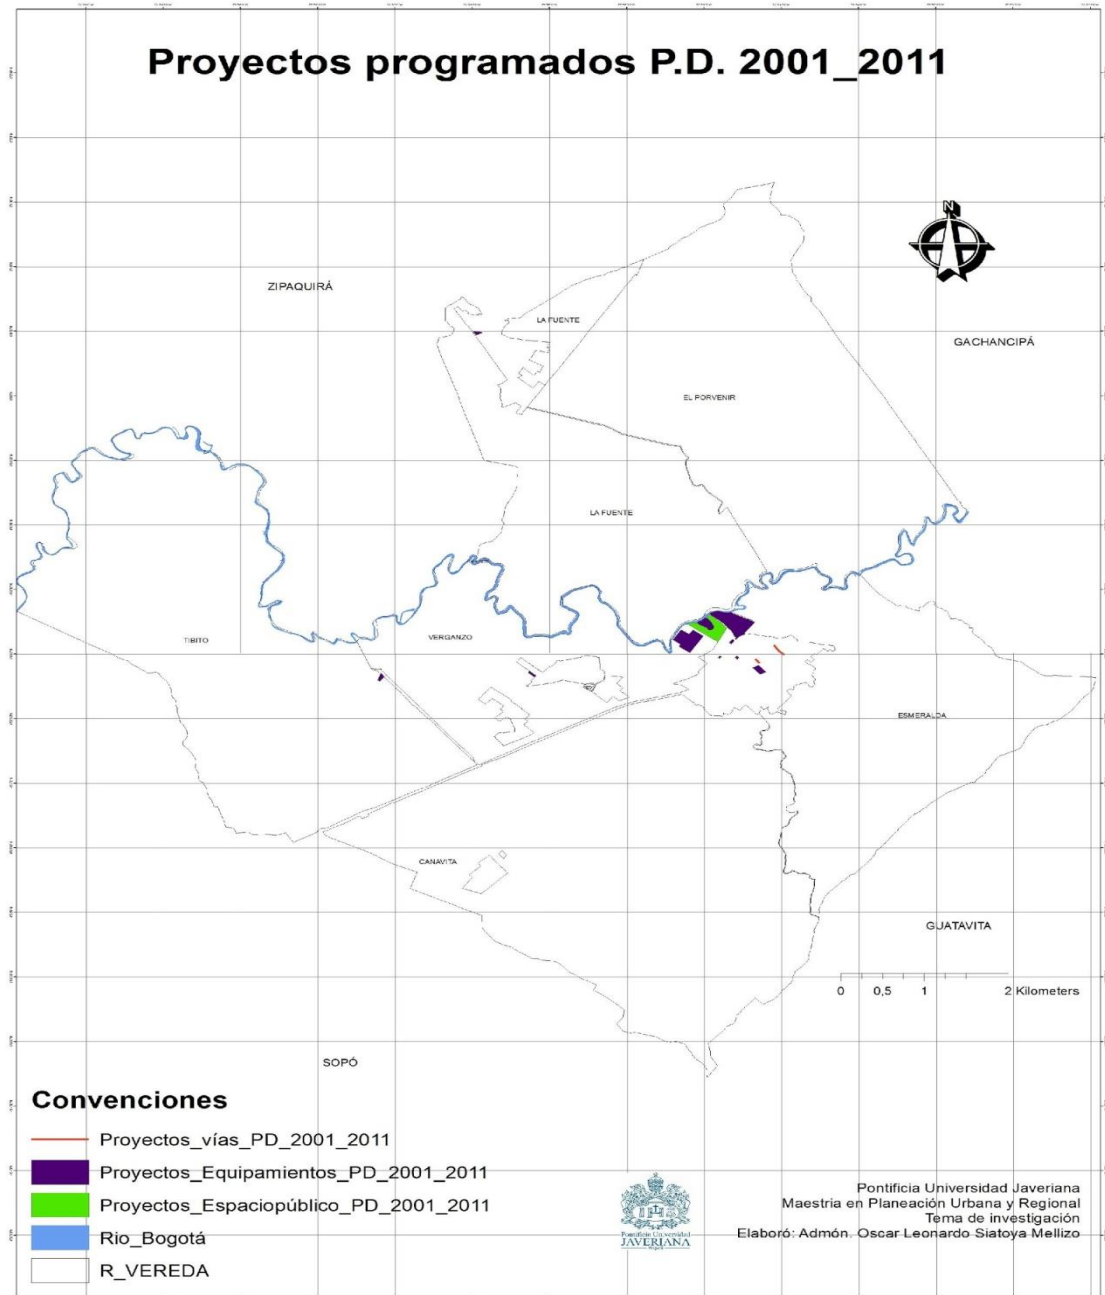 Proyectos programados P.D. 2001_2011
N
ZIPAQUIRÁ
LA FUENTE
GACHANCIPÁ
EL PORVENIR
LA FUENTE
TIBITO
VERGANZO
ESMERALDA
CANAVITA
GUATAVITA
0 0,5 1 2 Kilometers
SOPÓ
Convenciones
Proyectos_vías_PD_2001_2011
Proyectos_Equipamientos_PD_2001_2011
Proyectos_Espaciopúblico_PD_2001_2011
Rio_Bogotá
R_VEREDA
Pontificia Universidad
JAVERIANA
Pontificia Universidad Javeriana
Maestria en Planeación Urbana y Regional
Tema de investigación
Elaboró: Admón. Oscar Leonardo Siatoya Mellizo